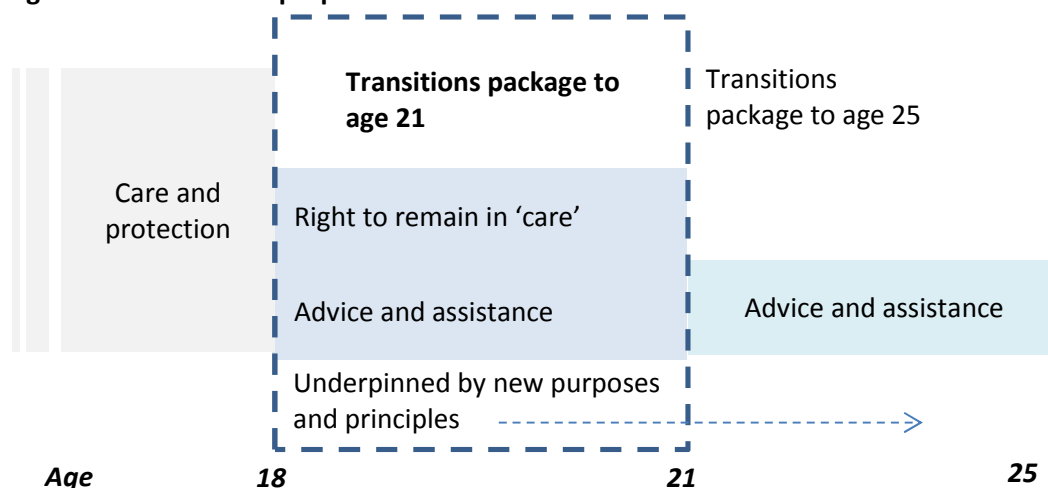 Transitions package to
age 21
Transitions
package to age 25
Care and
protection
Right to remain in ‘care’
Advice and assistance
Advice and assistance
Underpinned by new purposes
and principles
Age 18 21 25